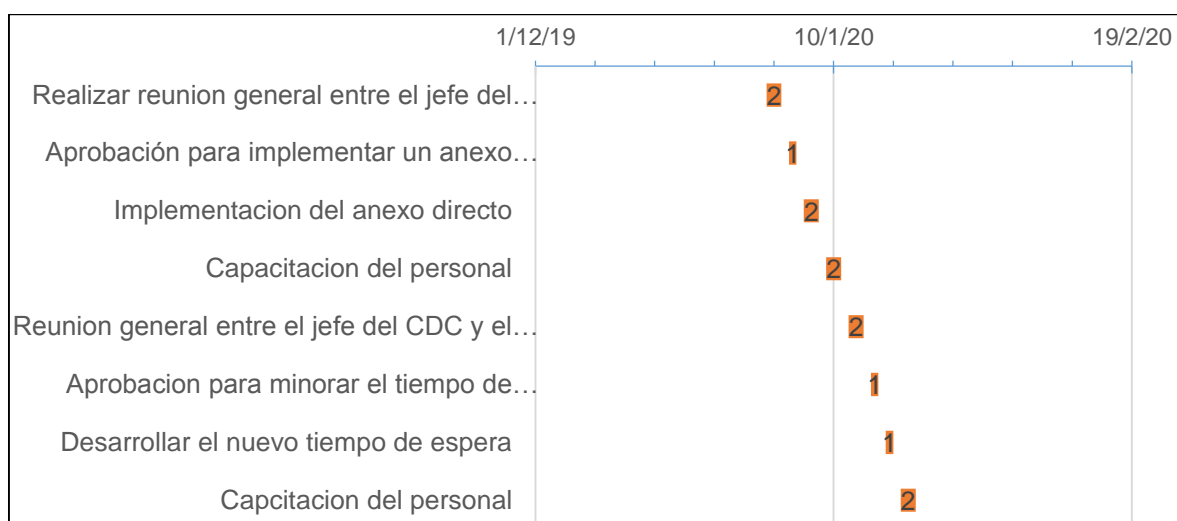 1/12/19 10/1/20 19/2/20
Realizar reunion general entre el jefe del… 2
Aprobación para implementar un anexo… 1
Implementacion del anexo directo 2
Capacitacion del personal 2
Reunion general entre el jefe del CDC y el… 2
Aprobacion para minorar el tiempo de… 1
Desarrollar el nuevo tiempo de espera 1
Capcitacion del personal 2